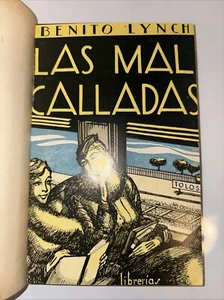 BENITO LYNCH
LAS MAL
CALLADAS
TOLOS
librerías